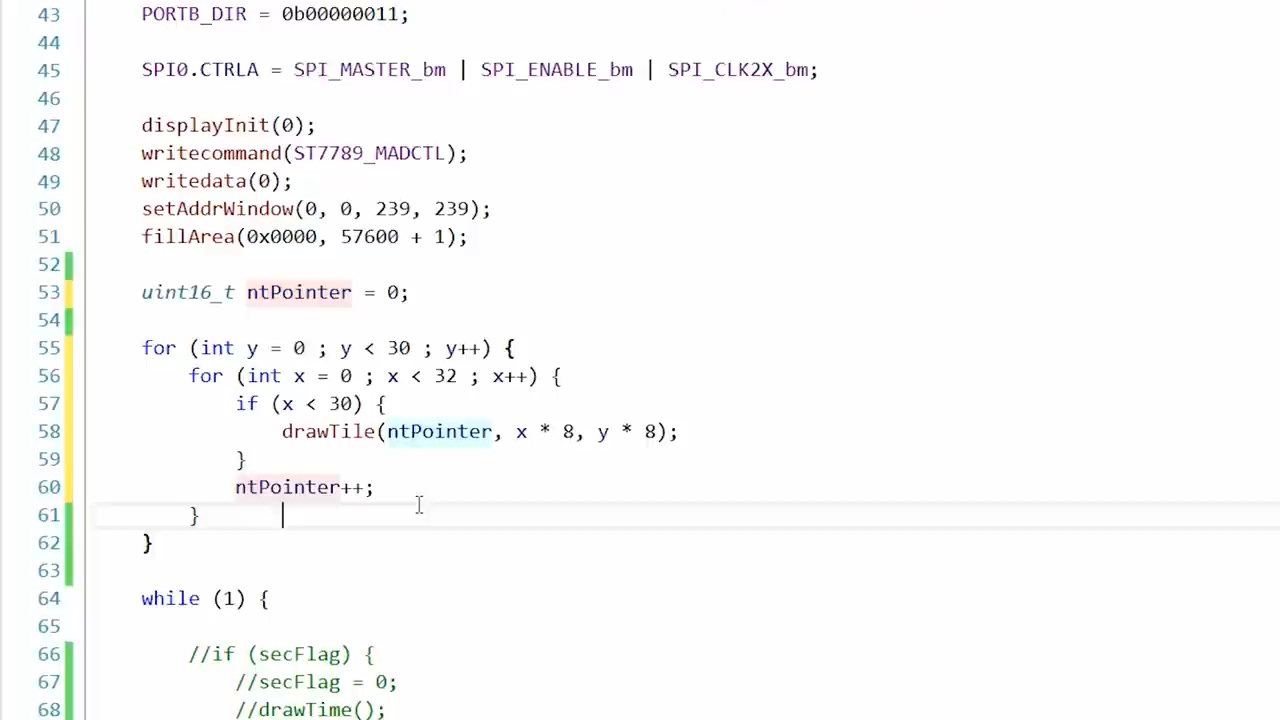 43 PORTB_DIR = 0b00000011;
44
45 SPI0.CTRLA = SPI_MASTER_bm | SPI_ENABLE_bm | SPI_CLK2X_bm;
46
47 displayInit(0);
48 writecommand(ST7789_MADCTL);
49 writedata(0);
50 setAddrWindow(0, 0, 239, 239);
51 fillArea(0x0000, 57600 + 1);
52
53 uint16_t ntPointer = 0;
54
55 for (int y = 0 ; y < 30 ; y++) {
56 for (int x = 0 ; x < 32 ; x++) {
57 if (x < 30) {
58 drawTile(ntPointer, x * 8, y * 8);
59 }
60 ntPointer++;
61 }
62 }
63
64 while (1) {
65
66 //if (secFlag) {
67 //secFlag = 0;
68 //drawTime();